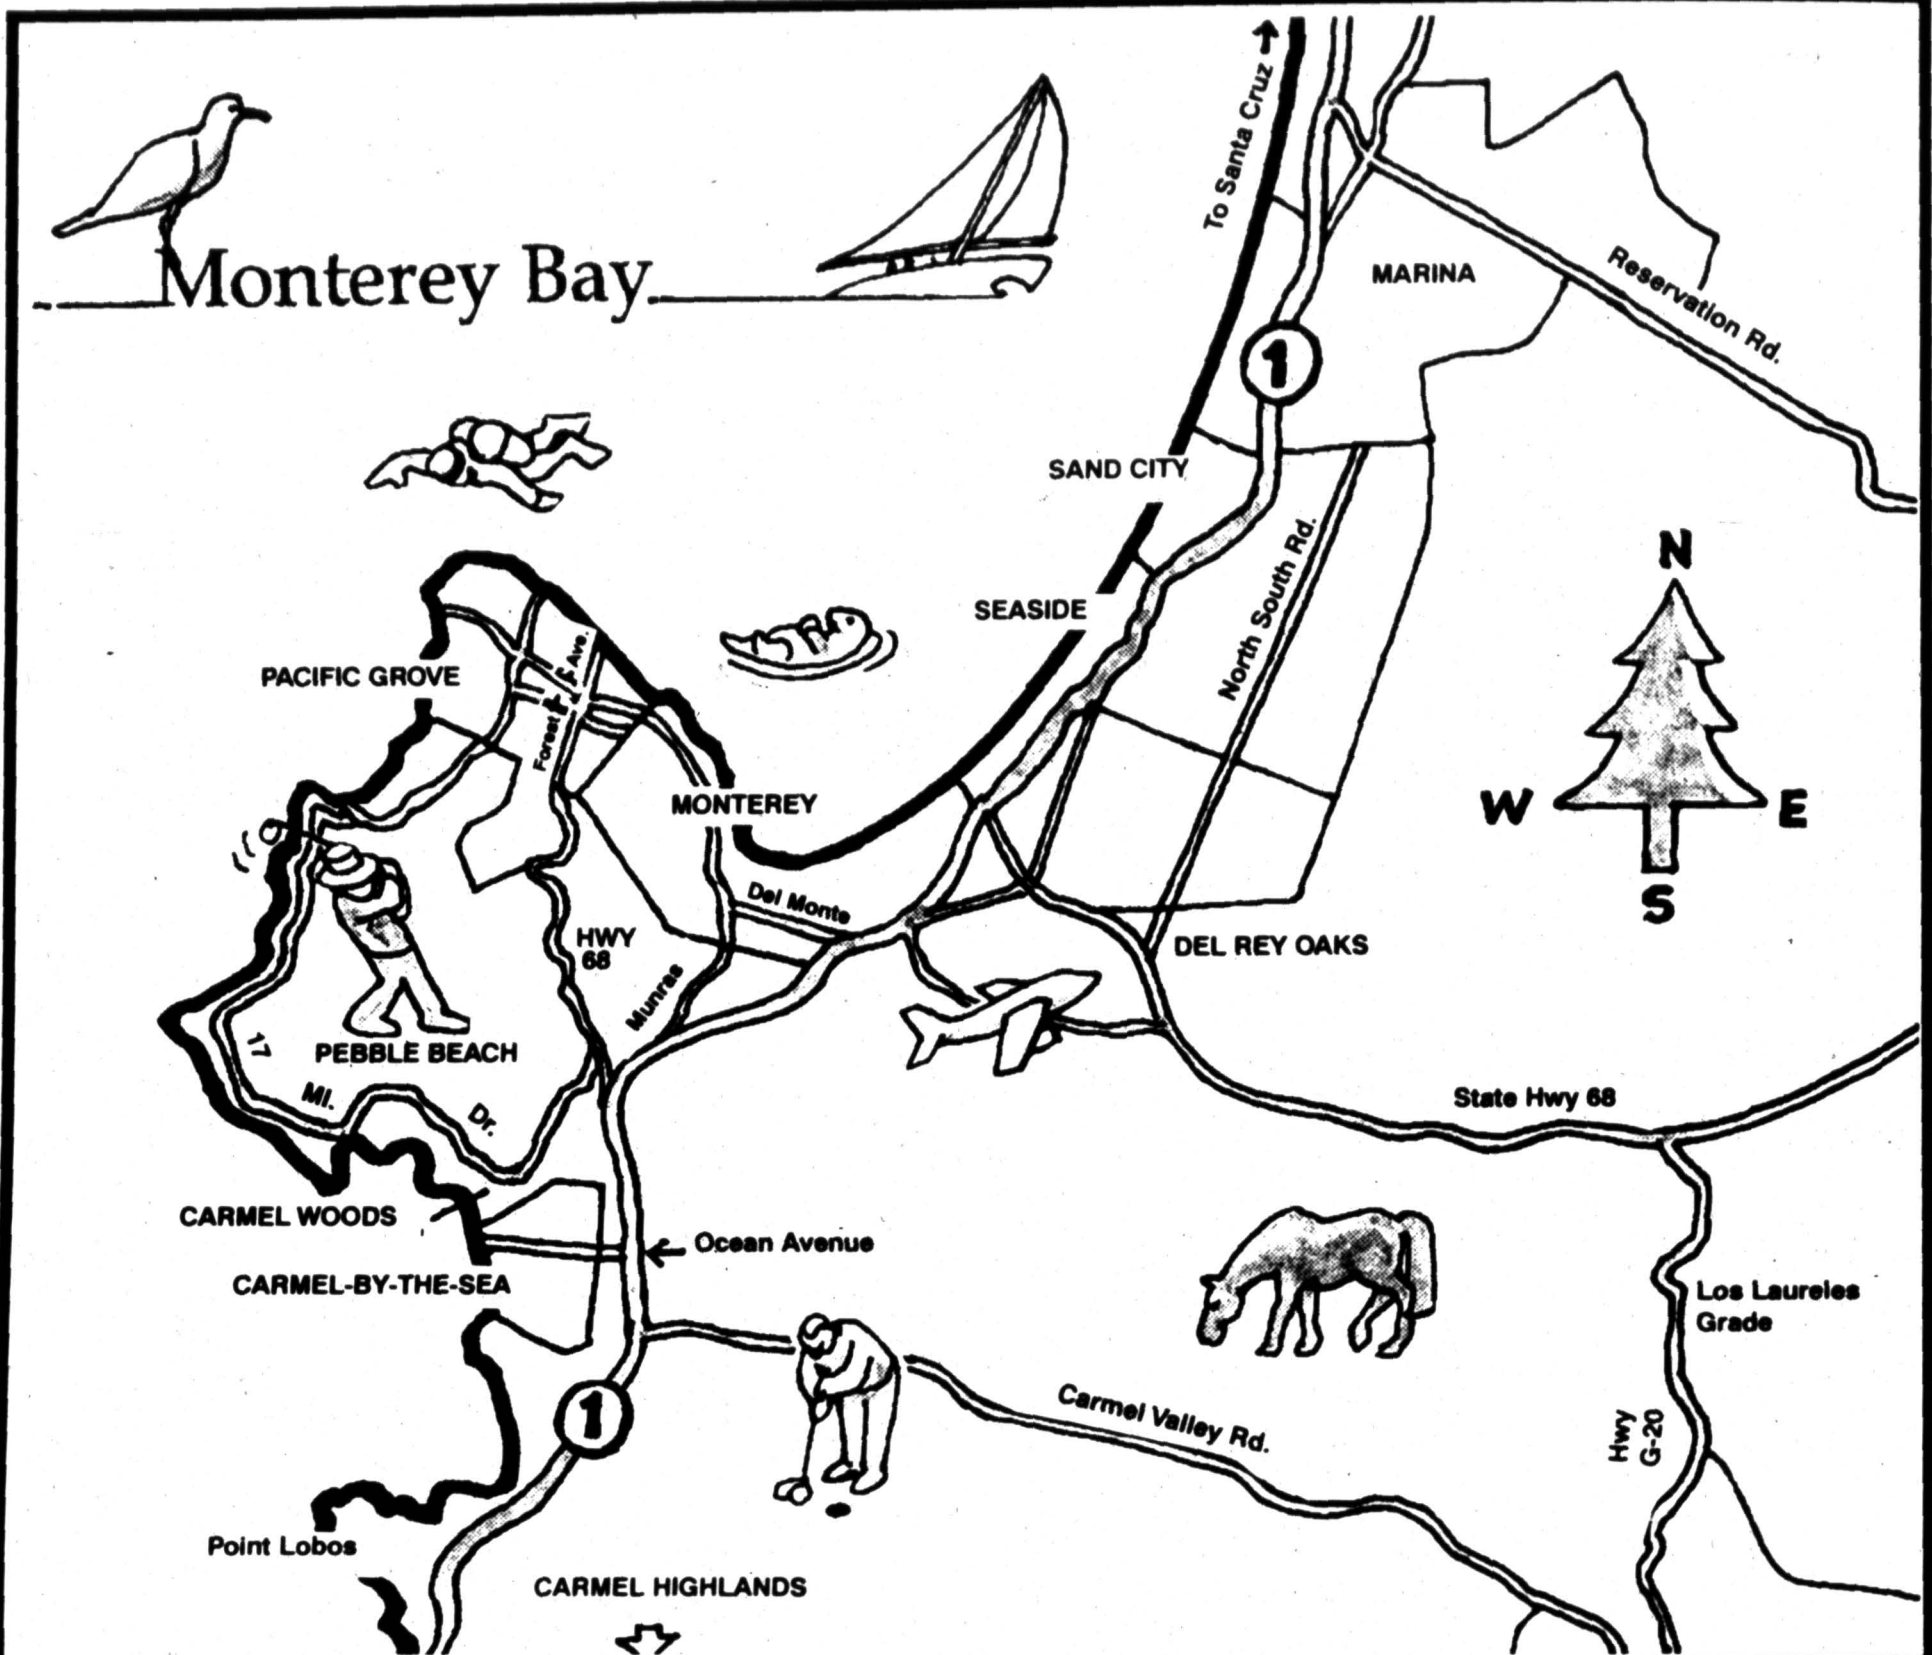 To Santa Cruz
Monterey Bay
MARINA
Reservation Rd.
1
SAND CITY
North South Rd.
SEASIDE
N
W
E
S
PACIFIC GROVE
Forest
Ave.
MONTEREY
Del Monte
HWY
68
Munras
DEL REY OAKS
17
MI.
Dr.
PEBBLE BEACH
State Hwy 68
CARMEL WOODS
Ocean Avenue
CARMEL-BY-THE-SEA
Los Laureles
Grade
1
Carmel Valley Rd.
Hwy
G-20
Point Lobos
CARMEL HIGHLANDS